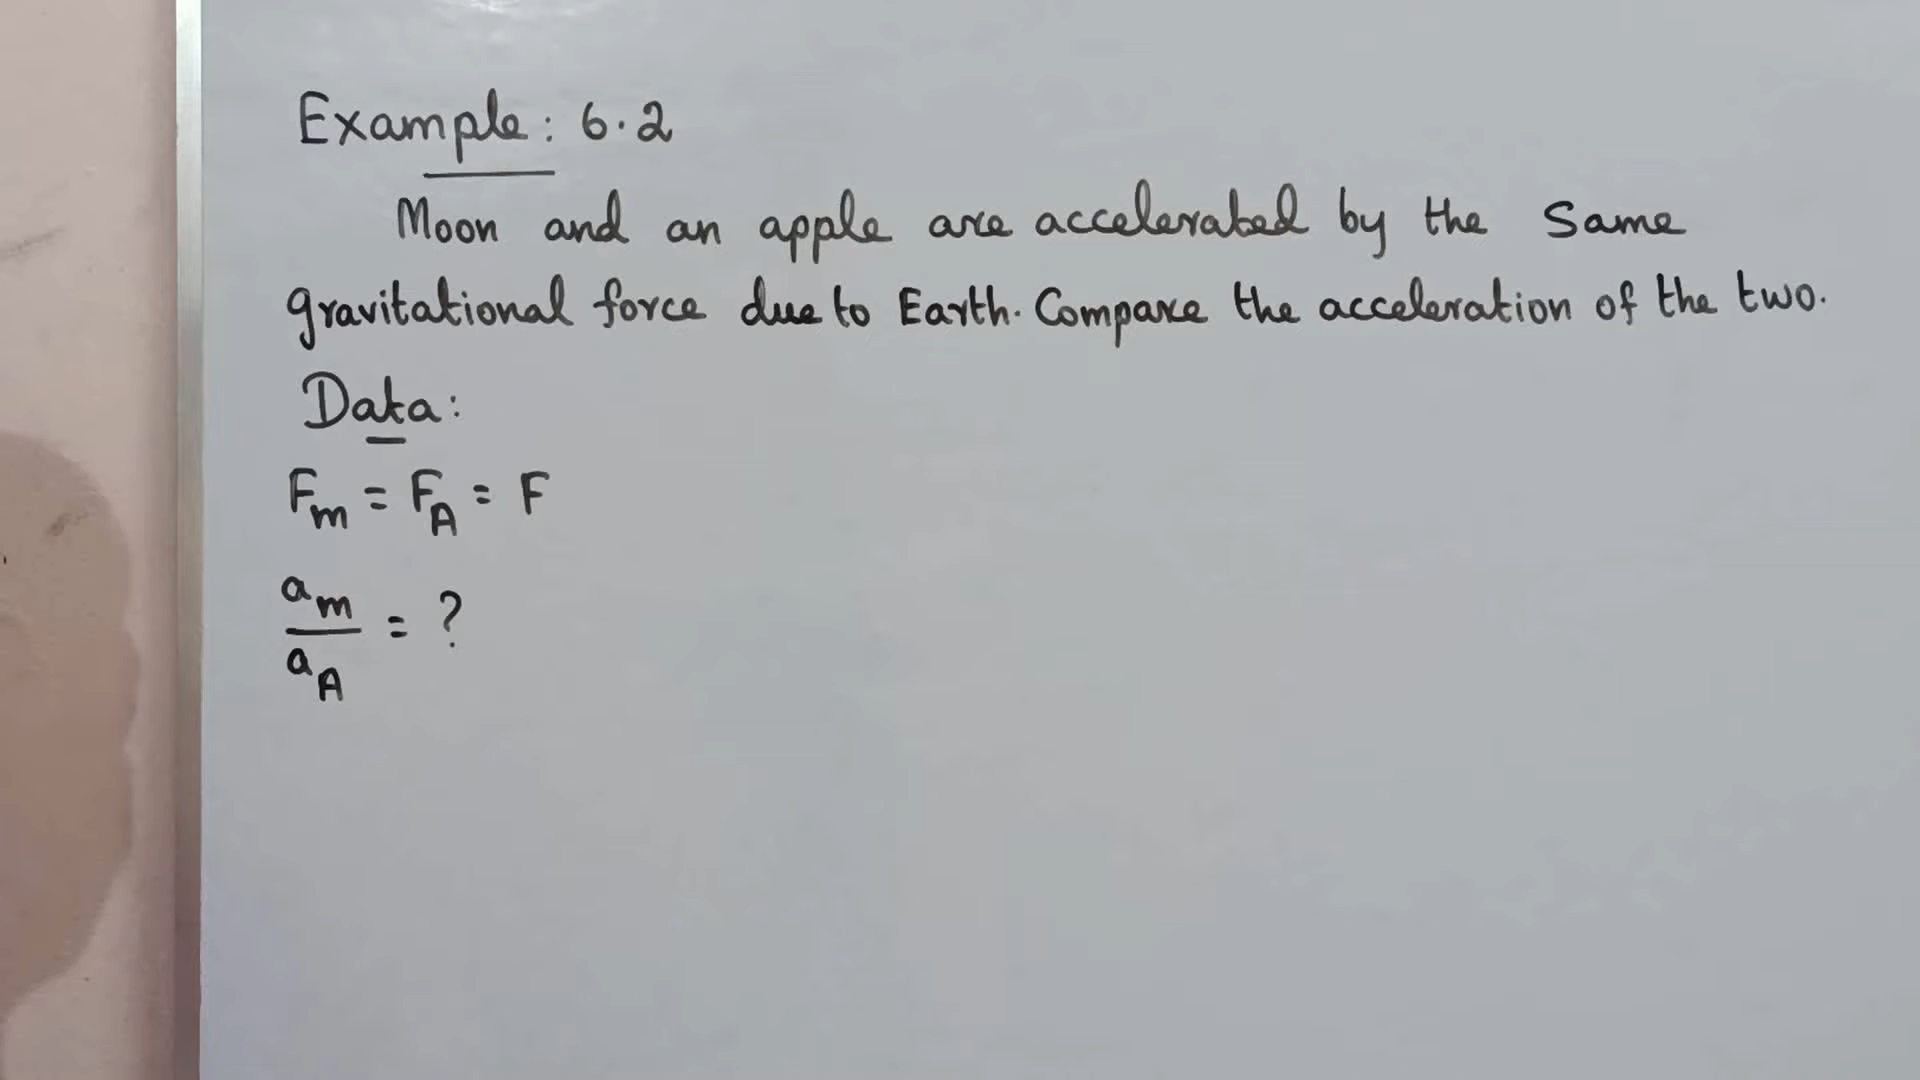 Example: 6.2
Moon and an apple are accelerated by the Same
gravitational force due to Earth. Compare the acceleration of the two.
Data:
Fm = FA = F
am
— = ?
aA